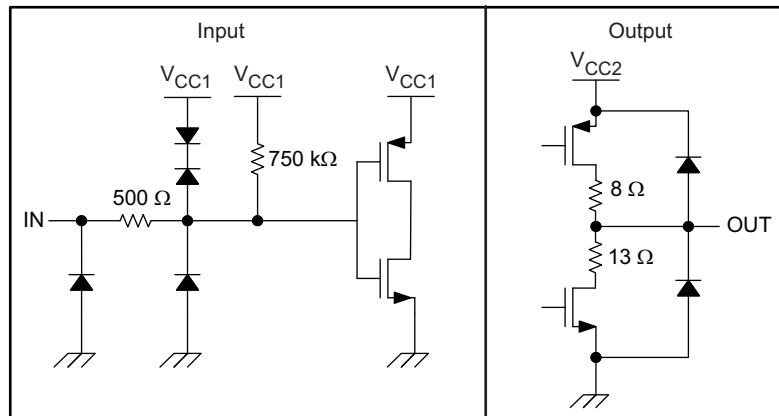 Input
Output
VCC1
VCC1
VCC1
VCC2
750 kΩ
500 Ω
IN
8 Ω
OUT
13 Ω